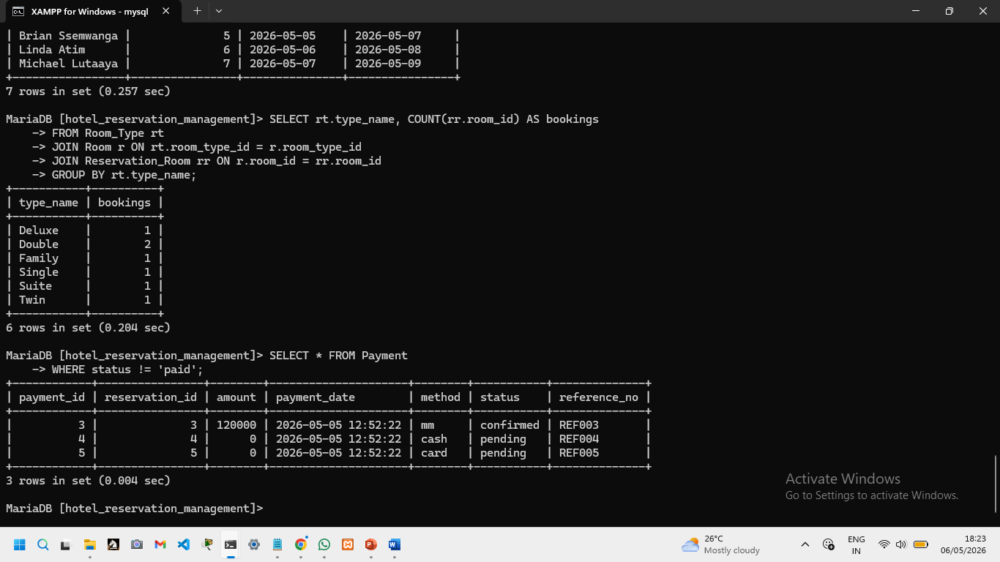 XAMPP for Windows - mysql
| Brian Ssemwanga |               5 | 2026-05-05    | 2026-05-07     |
| Linda Atim      |               6 | 2026-05-06    | 2026-05-08     |
| Michael Lutaaya |               7 | 2026-05-07    | 2026-05-09     |
+-----------------+----------------+---------------+----------------+
7 rows in set (0.257 sec)
MariaDB [hotel_reservation_management]> SELECT rt.type_name, COUNT(rr.room_id) AS bookings
    -> FROM Room_Type rt
    -> JOIN Room r ON rt.room_type_id = r.room_type_id
    -> JOIN Reservation_Room rr ON r.room_id = rr.room_id
    -> GROUP BY rt.type_name;
+-----------+----------+
| type_name | bookings |
+-----------+----------+
| Deluxe    |        1 |
| Double    |        2 |
| Family    |        1 |
| Single    |        1 |
| Suite     |        1 |
| Twin      |        1 |
+-----------+----------+
6 rows in set (0.204 sec)
MariaDB [hotel_reservation_management]> SELECT * FROM Payment
    -> WHERE status != 'paid';
+------------+----------------+--------+---------------------+--------+-----------+--------------+
| payment_id | reservation_id | amount | payment_date        | method | status    | reference_no |
+------------+----------------+--------+---------------------+--------+-----------+--------------+
|          3 |              3 | 120000 | 2026-05-05 12:52:22 | mm     | confirmed | REF003       |
|          4 |              4 |      0 | 2026-05-05 12:52:22 | cash   | pending   | REF004       |
|          5 |              5 |      0 | 2026-05-05 12:52:22 | card   | pending   | REF005       |
+------------+----------------+--------+---------------------+--------+-----------+--------------+
3 rows in set (0.004 sec)
MariaDB [hotel_reservation_management]>
Activate Windows
Go to Settings to activate Windows.
26°C
Mostly cloudy
ENG
IN
18:23
06/05/2026